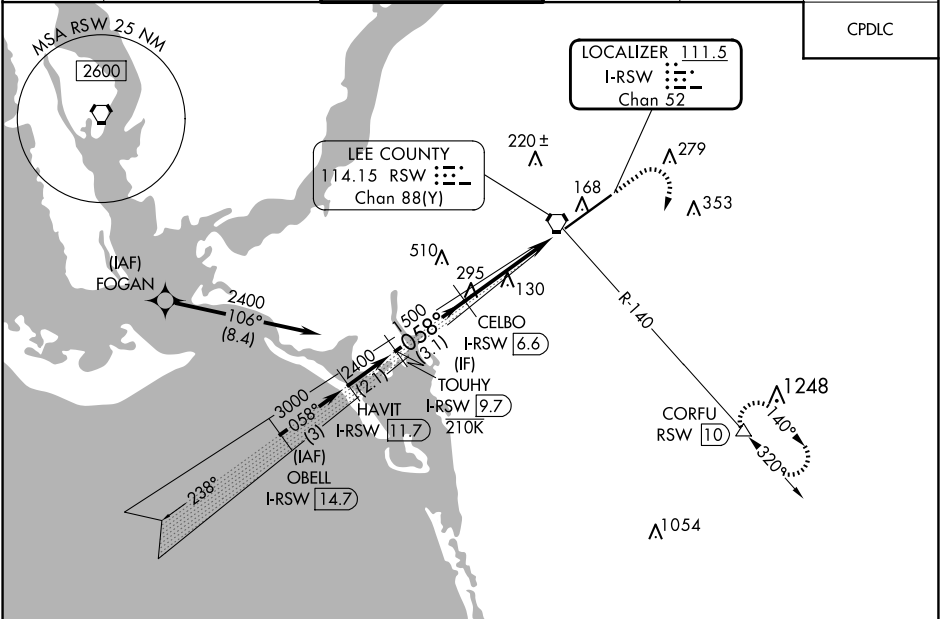 CPDLC
MSA RSW 25 NM
2600
LOCALIZER 111.5
I-RSW
Chan 52
LEE COUNTY
114.15 RSW
Chan 88(Y)
220 ±
279
168
353
(IAF)
FOGAN
2400
106°
(8.4)
510
295
130
R-140
1500
058°
(3.1)
CELBO
I-RSW 6.6
(IF)
TOUHY
I-RSW 9.7
210K
2400
(2.1)
HAVIT
I-RSW 11.7
3000
058°
(3)
(IAF)
OBELL
I-RSW 14.7
238°
CORFU
RSW 10
1248
140°
320°
1054